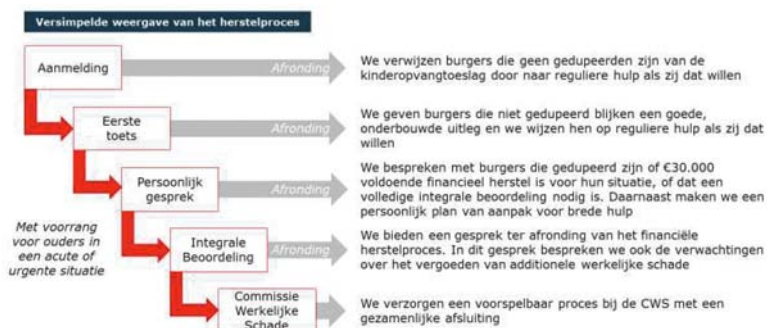 Versimpelde weergave van het herstelproces
Aanmelding
Afronding
We verwijzen burgers die geen gedupeerden zijn van de
kinderopvangtoeslag door naar reguliere hulp als zij dat willen
Eerste
toets
Afronding
We geven burgers die niet gedupeerd blijken een goede,
onderbouwde uitleg en we wijzen hen op reguliere hulp als zij dat
willen
Persoonlijk
gesprek
Afronding
We bespreken met burgers die gedupeerd zijn of €30.000
voldoende financieel herstel is voor hun situatie, of dat een
volledige integrale beoordeling nodig is. Daarnaast maken we een
persoonlijk plan van aanpak voor brede hulp
Met voorrang
voor ouders in
een acute of
urgente situatie
Integrale
Beoordeling
Afronding
We bieden een gesprek ter afronding van het financiële
herstelproces. In dit gesprek bespreken we ook de verwachtingen
over het vergoeden van additionele werkelijke schade
Commissie
Werkelijke
Schade
We verzorgen een voorspelbaar proces bij de CWS met een
gezamenlijke afsluiting